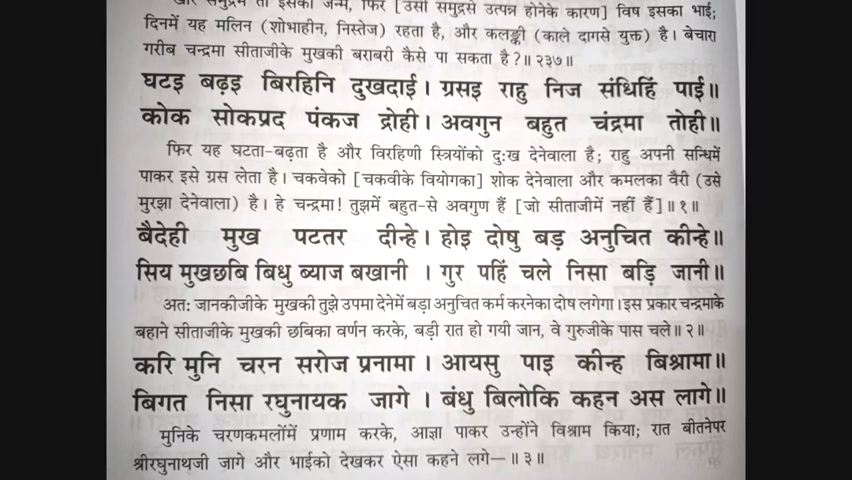 खारे समुद्रमें तो इसका जन्म, फिर [उसी समुद्रसे उत्पन्न होनेके कारण] विष इसका भाई;
दिनमें यह मलिन (शोभाहीन, निस्तेज) रहता है, और कलङ्की (काले दागसे युक्त) है। बेचारा
गरीब चन्द्रमा सीताजीके मुखकी बराबरी कैसे पा सकता है?॥ २३७॥
घटइ बढ़इ बिरहिनि दुखदाई। ग्रसइ राहु निज संधिहिं पाई॥
कोक सोकप्रद पंकज द्रोही। अवगुन बहुत चंद्रमा तोही॥
फिर यह घटता-बढ़ता है और विरहिणी स्त्रियोंको दुःख देनेवाला है; राहु अपनी सन्धिमें
पाकर इसे ग्रस लेता है। चकवेको [चकवीके वियोगका] शोक देनेवाला और कमलका वैरी (उसे
मुरझा देनेवाला) है। हे चन्द्रमा! तुझमें बहुत-से अवगुण हैं [जो सीताजीमें नहीं हैं]॥ १॥
बैदेही मुख पटतर दीन्हे। होइ दोषु बड़ अनुचित कीन्हे॥
सिय मुखछबि बिधु ब्याज बखानी। गुर पहिं चले निसा बड़ि जानी॥
अतः जानकीजीके मुखकी तुझे उपमा देनेमें बड़ा अनुचित कर्म करनेका दोष लगेगा। इस प्रकार चन्द्रमाके
बहाने सीताजीके मुखकी छबिका वर्णन करके, बड़ी रात हो गयी जान, वे गुरुजीके पास चले॥ २॥
करि मुनि चरन सरोज प्रनामा। आयसु पाइ कीन्ह बिश्रामा॥
बिगत निसा रघुनायक जागे। बंधु बिलोकि कहन अस लागे॥
मुनिके चरणकमलोंमें प्रणाम करके, आज्ञा पाकर उन्होंने विश्राम किया; रात बीतनेपर
श्रीरघुनाथजी जागे और भाईको देखकर ऐसा कहने लगे—॥ ३॥